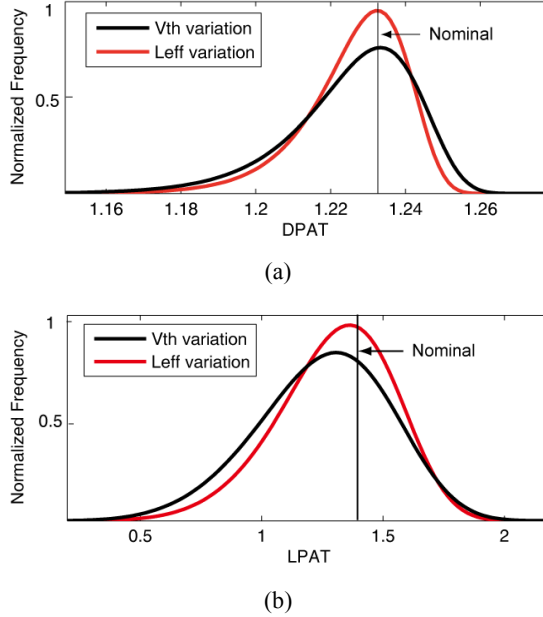 Normalized Frequency
1
0.5
Vth variation
Leff variation
Nominal
1.16
1.18
1.2
1.22
1.24
1.26
DPAT
(a)
Normalized Frequency
1
0.5
Vth variation
Leff variation
Nominal
0.5
1
1.5
2
LPAT
(b)